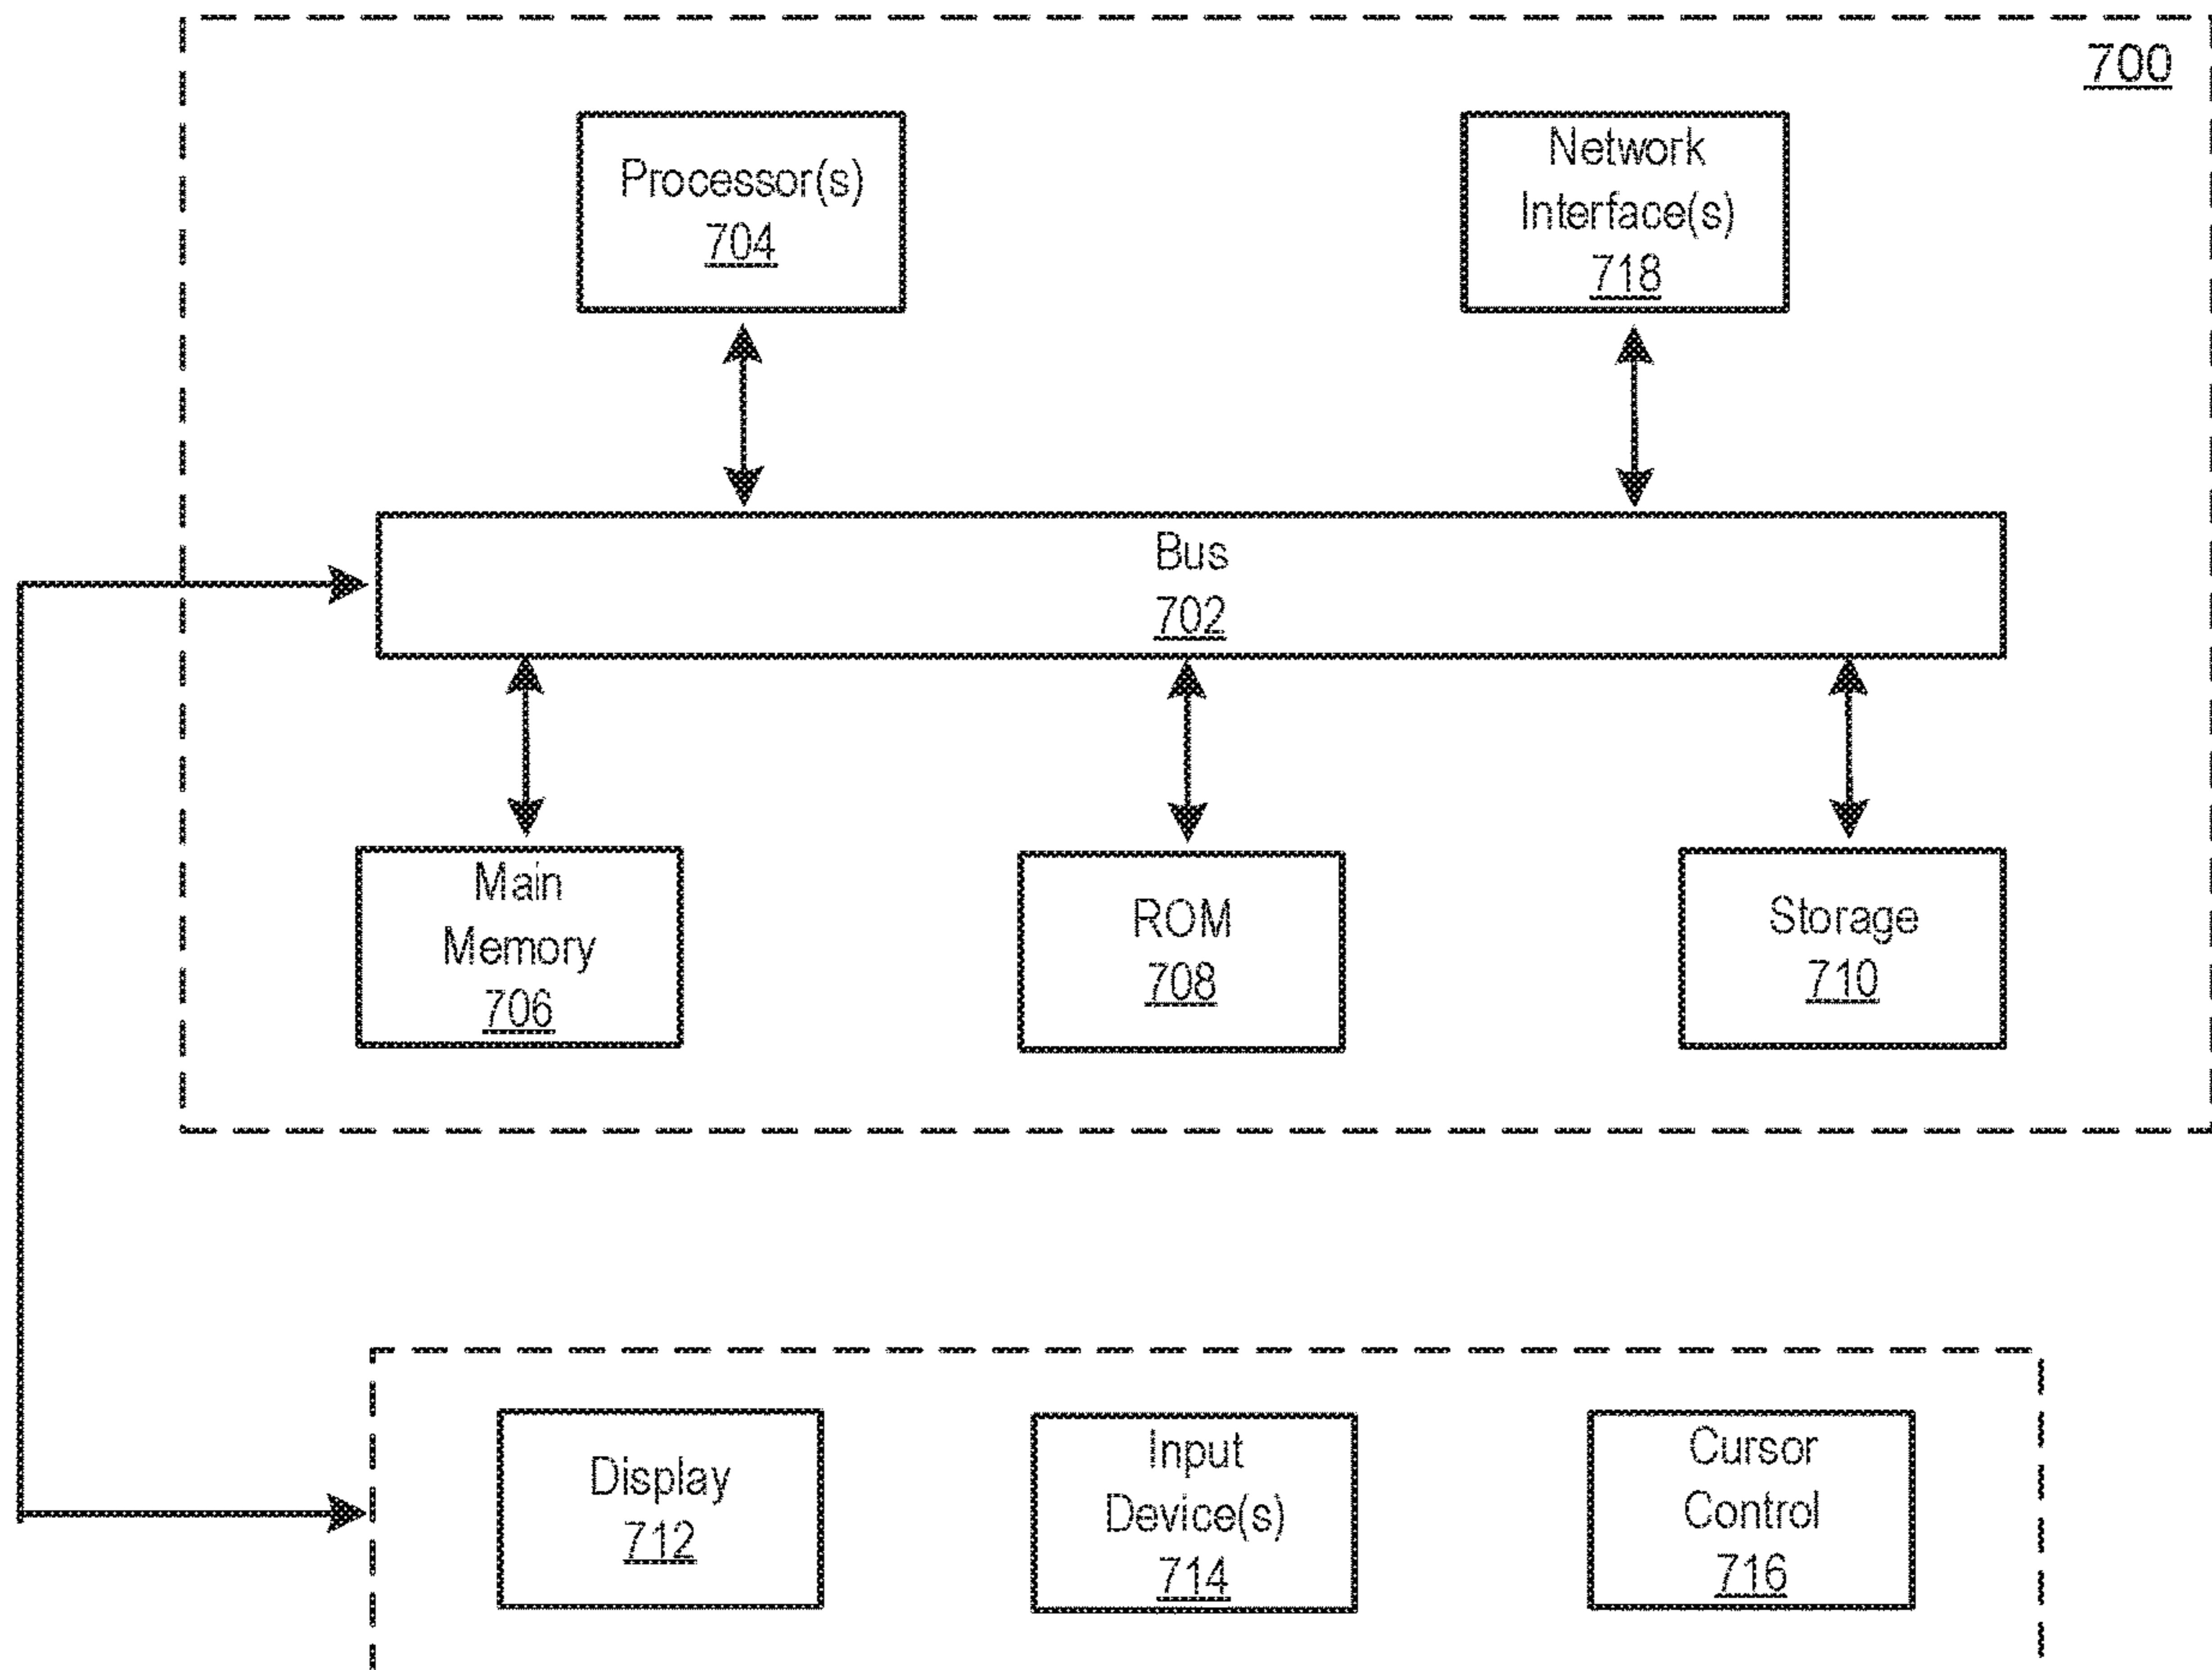 700
Processor(s)
704
Network
Interface(s)
718
Bus
702
Main
Memory
706
ROM
708
Storage
710
Display
712
Input
Device(s)
714
Cursor
Control
716